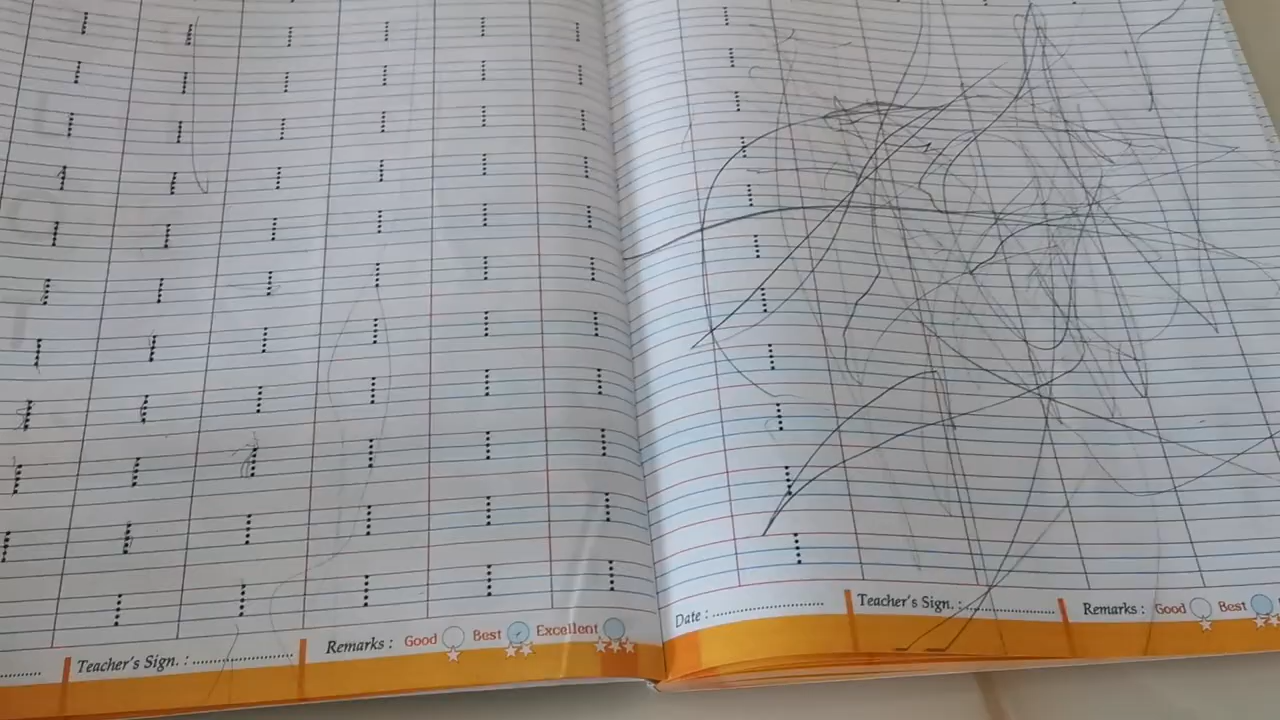 Teacher's Sign. : ........................ Remarks : Good Best Excellent
Date : .......................... Teacher's Sign. : ..................... Remarks : Good Best